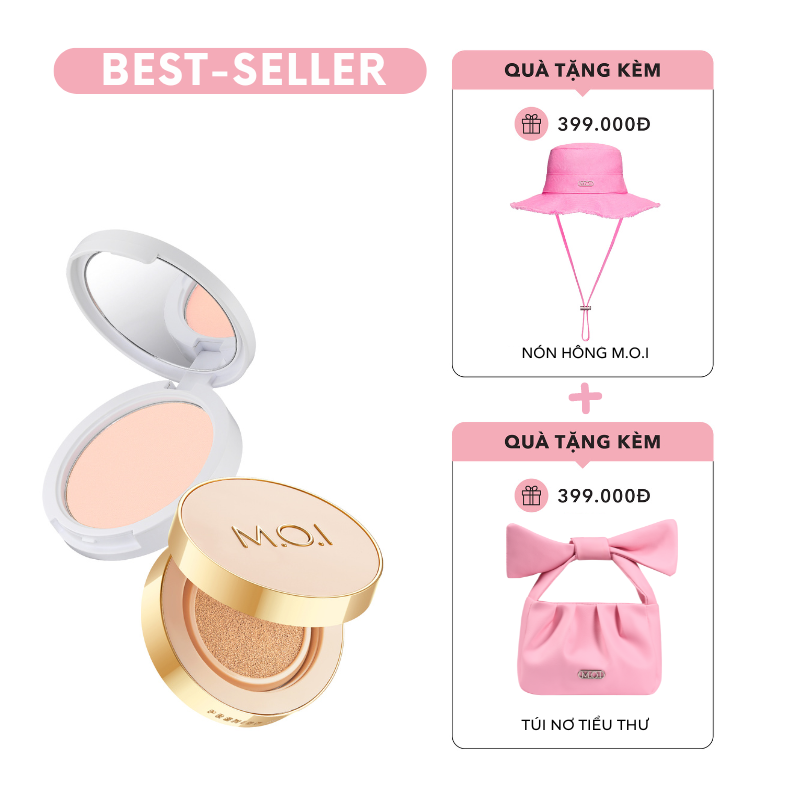 BEST-SELLER
QUÀ TẶNG KÈM
399.000Đ
M.O.I
NÓN HỒNG M.O.I
QUÀ TẶNG KÈM
399.000Đ
M.O.I
M.O.I
TÚI NƠ TIỂU THƯ